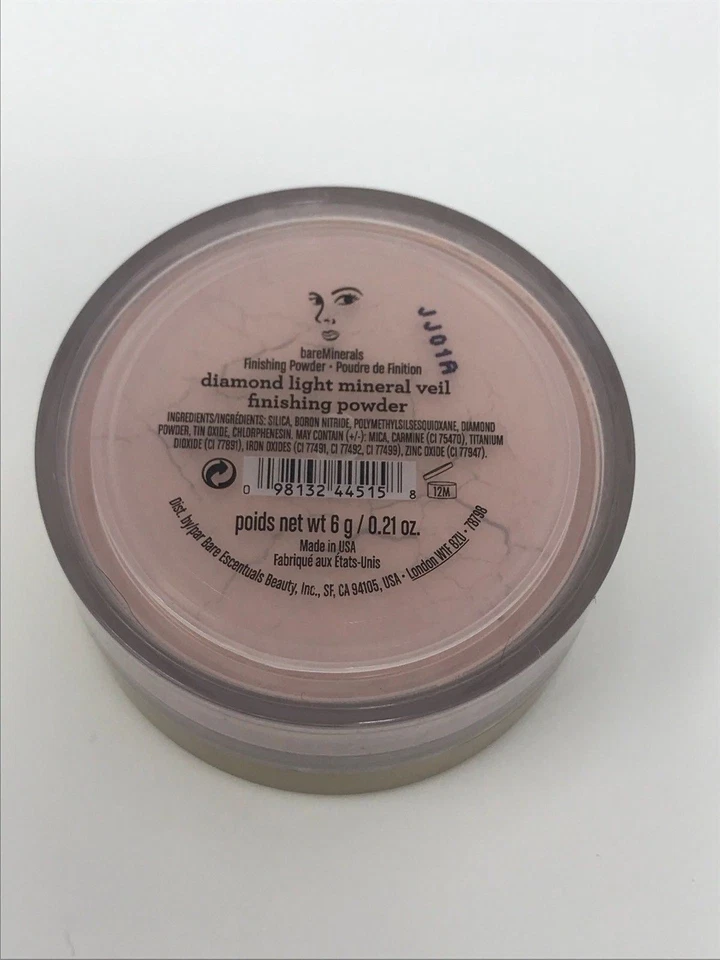 JJ01A
bareMinerals
Finishing Powder • Poudre de Finition
diamond light mineral veil
finishing powder
INGREDIENTS/INGRÉDIENTS: SILICA, BORON NITRIDE, POLYMETHYLSILSESQUIOXANE, DIAMOND
POWDER, TIN OXIDE, CHLORPHENESIN. MAY CONTAIN (+/-): MICA, CARMINE (CI 75470), TITANIUM
DIOXIDE (CI 77891), IRON OXIDES (CI 77491, CI 77492, CI 77499), ZINC OXIDE (CI 77947).
0 98132 44515 8
12M
poids net wt 6 g / 0.21 oz.
Made in USA
Fabriqué aux États-Unis
Dist. by/par Bare Escentuals Beauty, Inc., SF, CA 94105, USA • London W1F 8ZU • 78798